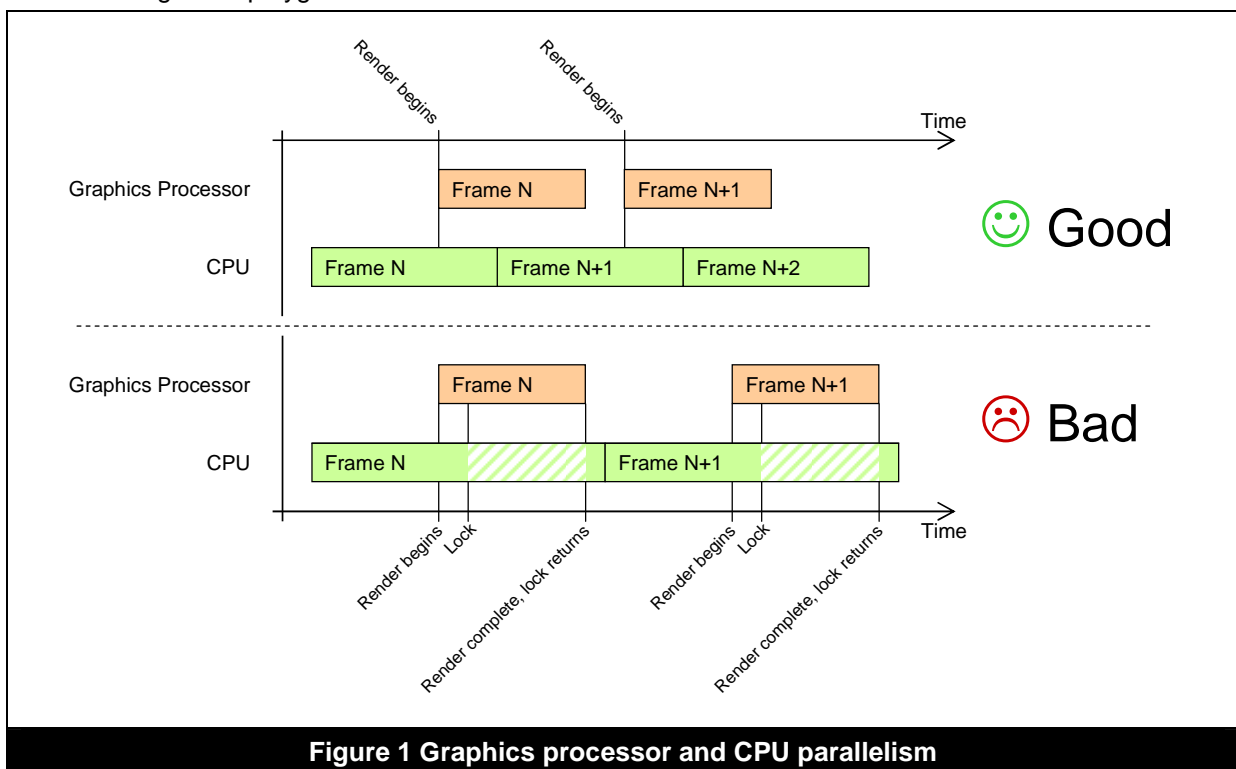 Render begins
Render begins
Time
Graphics Processor
Frame N
Frame N+1
Good
CPU
Frame N
Frame N+1
Frame N+2
Graphics Processor
Frame N
Frame N+1
Bad
CPU
Frame N
Frame N+1
Time
Render begins
Lock
Render complete, lock returns
Render begins
Lock
Render complete, lock returns
Figure 1 Graphics processor and CPU parallelism